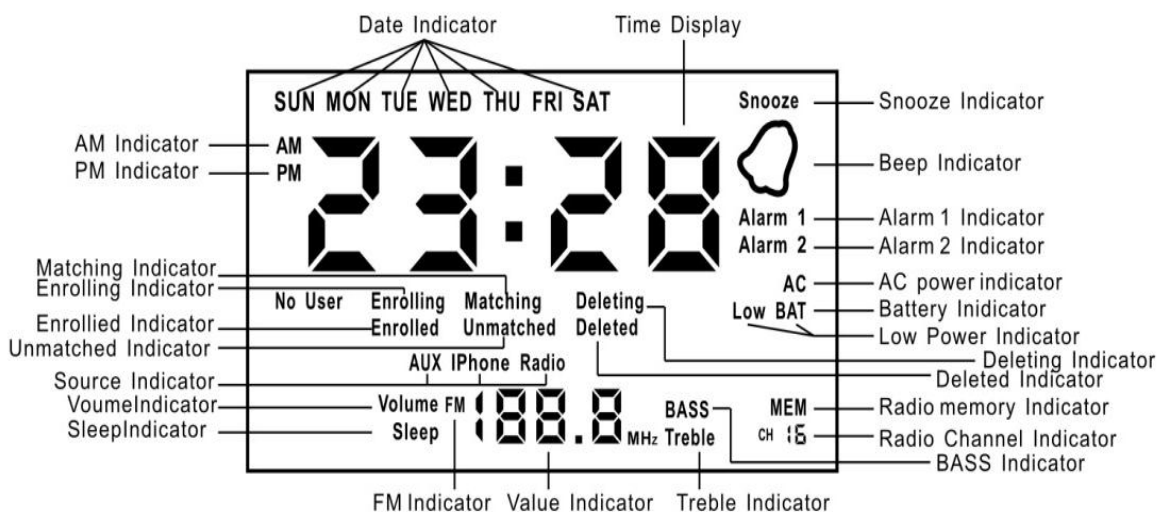 Date Indicator Time Display
SUN MON TUE WED THU FRI SAT
Snooze Snooze Indicator
AM Indicator AM
PM Indicator PM
23:28
Beep Indicator
Alarm 1 Alarm 1 Indicator
Alarm 2 Alarm 2 Indicator
Matching Indicator
AC AC power indicator
Enrolling Indicator
No User Enrolling Matching Deleting
Low BAT Battery Inidicator
Enrollied Indicator Enrolled Unmatched Deleted
Low Power Indicator
Unmatched Indicator
Deleting Indicator
AUX IPhone Radio
Deleted Indicator
Source Indicator
VoumeIndicator Volume FM 188.8 BASS MEM Radio memory Indicator
SleepIndicator Sleep MHz Treble CH 16 Radio Channel Indicator
BASS Indicator
FM Indicator Value Indicator Treble Indicator